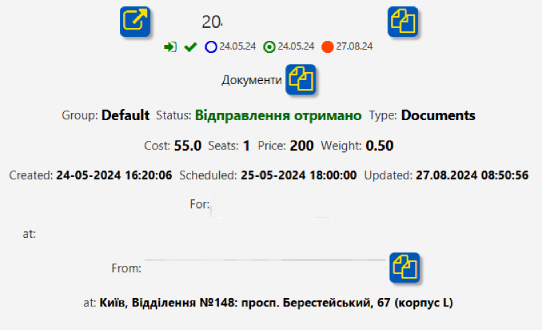 20
24.05.24 24.05.24 27.08.24
Документи
Group: Default Status: Відправлення отримано Type: Documents
Cost: 55.0 Seats: 1 Price: 200 Weight: 0.50
Created: 24-05-2024 16:20:06 Scheduled: 25-05-2024 18:00:00 Updated: 27.08.2024 08:50:56
For:
at:
From:
at: Київ, Відділення №148: просп. Берестейський, 67 (корпус L)